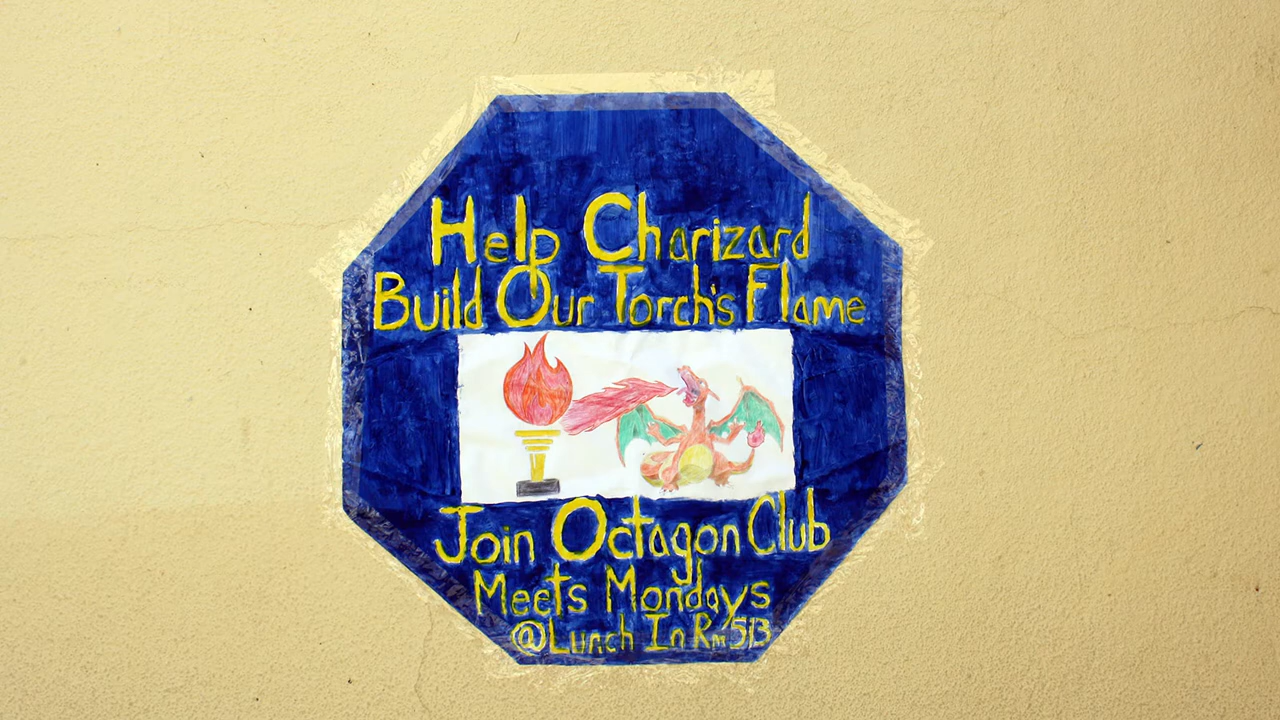 Help Charizard
Build Our Torch's Flame
Join Octagon Club
Meets Mondays
@Lunch In Rm 513